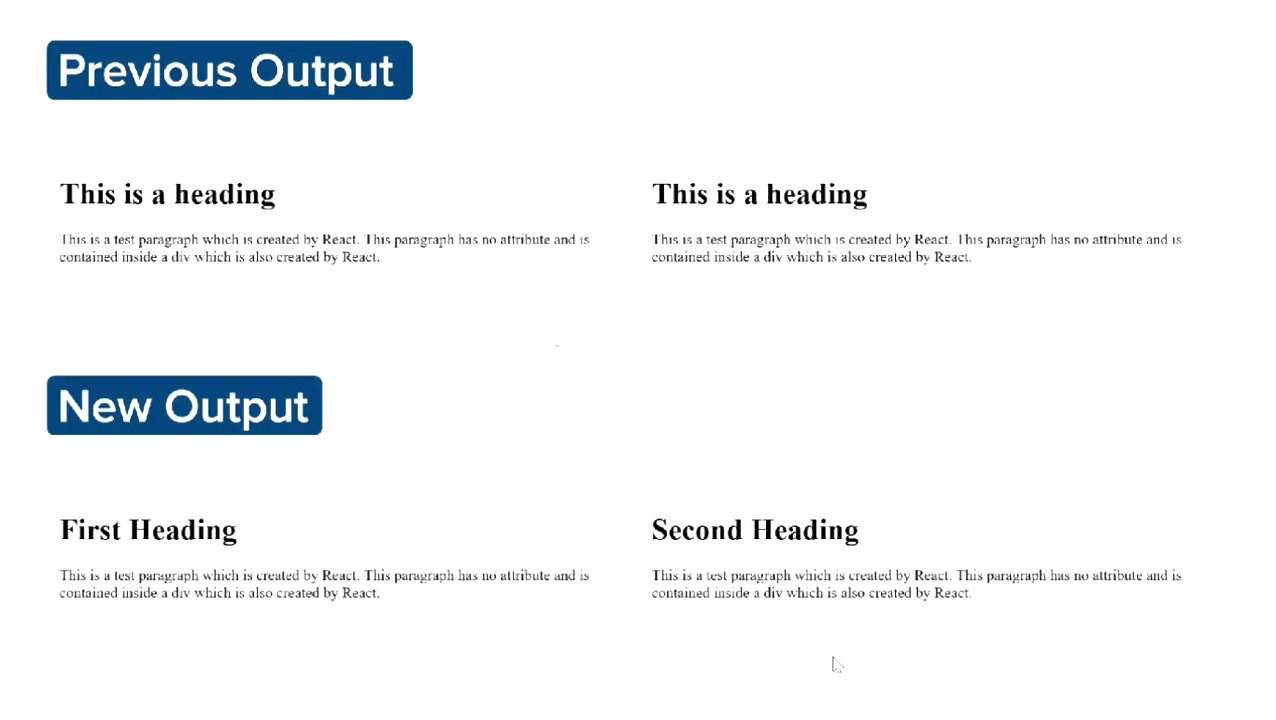 Previous Output
This is a heading
This is a test paragraph which is created by React. This paragraph has no attribute and is
contained inside a div which is also created by React.
This is a heading
This is a test paragraph which is created by React. This paragraph has no attribute and is
contained inside a div which is also created by React.
New Output
First Heading
This is a test paragraph which is created by React. This paragraph has no attribute and is
contained inside a div which is also created by React.
Second Heading
This is a test paragraph which is created by React. This paragraph has no attribute and is
contained inside a div which is also created by React.